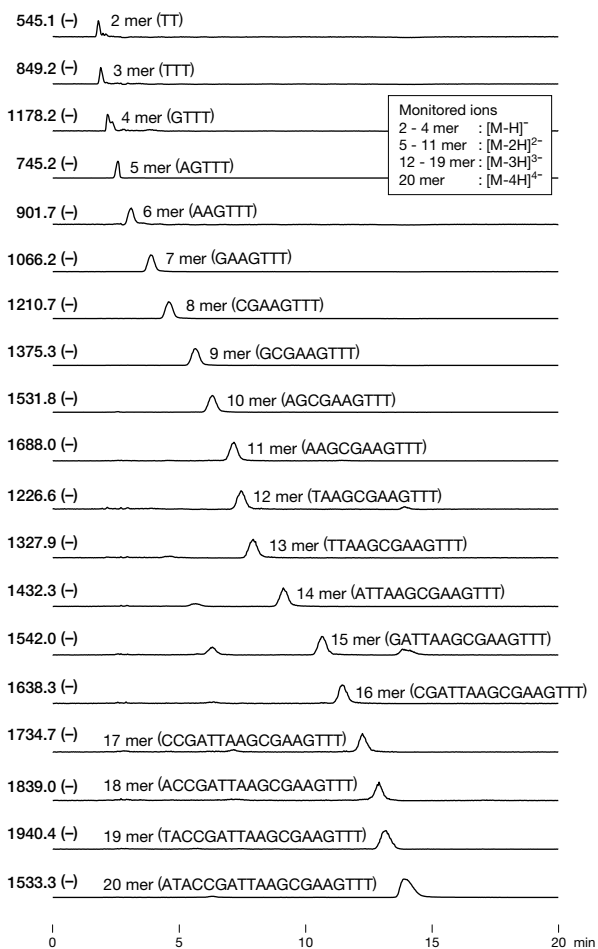 545.1 (–) 2 mer (TT)
849.2 (–) 3 mer (TTT)
1178.2 (–) 4 mer (GTTT)
Monitored ions
2 - 4 mer : [M-H]⁻
5 - 11 mer : [M-2H]²⁻
12 - 19 mer : [M-3H]³⁻
20 mer : [M-4H]⁴⁻
745.2 (–) 5 mer (AGTTT)
901.7 (–) 6 mer (AAGTTT)
1066.2 (–) 7 mer (GAAGTTT)
1210.7 (–) 8 mer (CGAAGTTT)
1375.3 (–) 9 mer (GCGAAGTTT)
1531.8 (–) 10 mer (AGCGAAGTTT)
1688.0 (–) 11 mer (AAGCGAAGTTT)
1226.6 (–) 12 mer (TAAGCGAAGTTT)
1327.9 (–) 13 mer (TTAAGCGAAGTTT)
1432.3 (–) 14 mer (ATTAAGCGAAGTTT)
1542.0 (–) 15 mer (GATTAAGCGAAGTTT)
1638.3 (–) 16 mer (CGATTAAGCGAAGTTT)
1734.7 (–) 17 mer (CCGATTAAGCGAAGTTT)
1839.0 (–) 18 mer (ACCGATTAAGCGAAGTTT)
1940.4 (–) 19 mer (TACCGATTAAGCGAAGTTT)
1533.3 (–) 20 mer (ATACCGATTAAGCGAAGTTT)
0 5 10 15 20 min